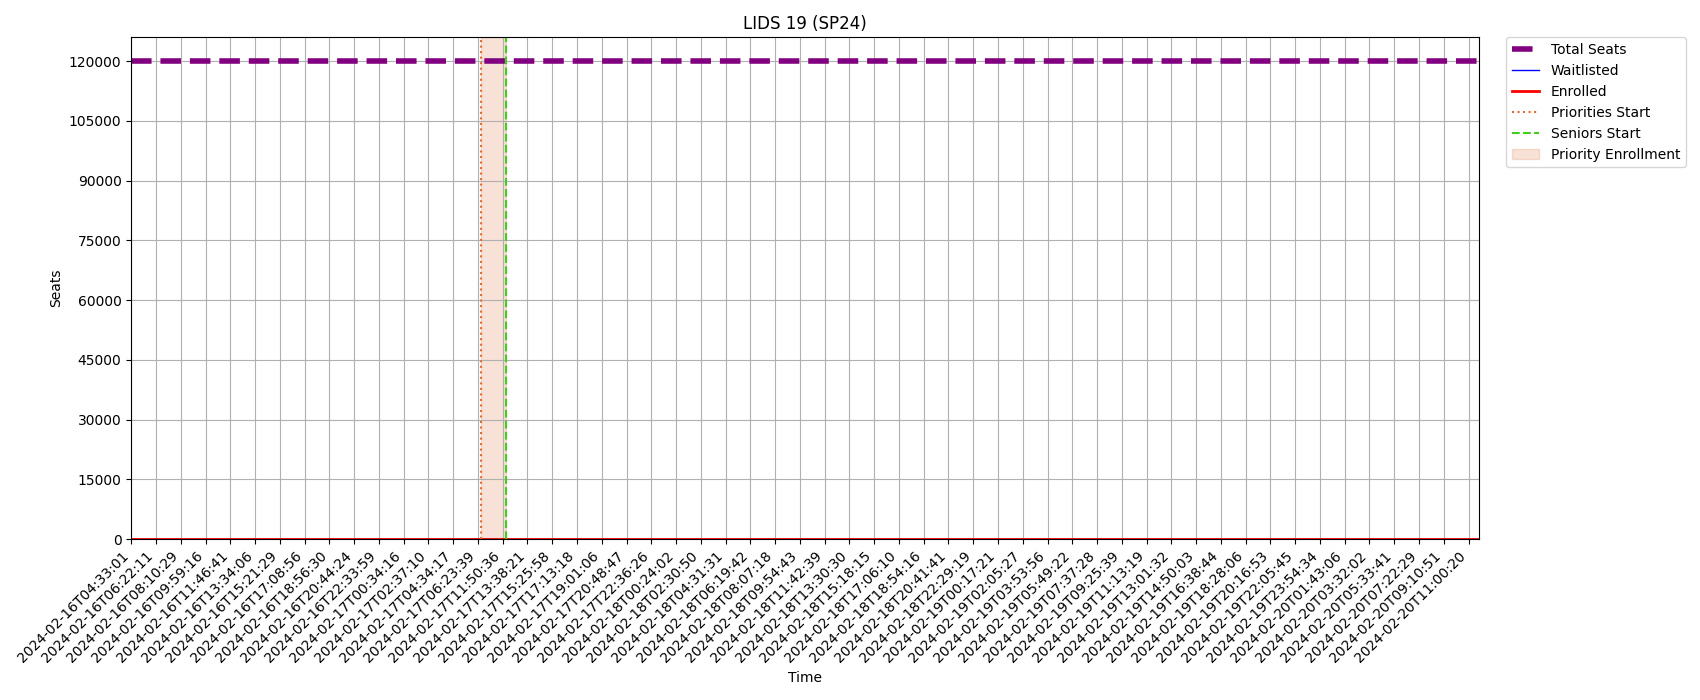 LIDS 19 (SP24)
Total Seats
Waitlisted
Enrolled
Priorities Start
Seniors Start
Priority Enrollment
Seats
120000
105000
90000
75000
60000
45000
30000
15000
0
2024-02-16T04:33:01
2024-02-16T06:22:11
2024-02-16T08:10:29
2024-02-16T09:59:16
2024-02-16T11:46:41
2024-02-16T13:34:06
2024-02-16T15:21:29
2024-02-16T17:08:56
2024-02-16T18:56:30
2024-02-16T20:44:24
2024-02-16T22:33:59
2024-02-17T00:34:16
2024-02-17T02:37:10
2024-02-17T04:34:17
2024-02-17T06:23:39
2024-02-17T11:50:36
2024-02-17T13:38:21
2024-02-17T15:25:58
2024-02-17T17:13:18
2024-02-17T19:01:06
2024-02-17T20:48:47
2024-02-17T22:36:26
2024-02-18T00:24:02
2024-02-18T02:30:50
2024-02-18T04:31:31
2024-02-18T06:19:42
2024-02-18T08:07:18
2024-02-18T09:54:43
2024-02-18T11:42:39
2024-02-18T13:30:30
2024-02-18T15:18:15
2024-02-18T17:06:10
2024-02-18T18:54:16
2024-02-18T20:41:41
2024-02-18T22:29:19
2024-02-19T00:17:21
2024-02-19T02:05:27
2024-02-19T03:53:56
2024-02-19T05:49:22
2024-02-19T07:37:28
2024-02-19T09:25:39
2024-02-19T11:13:19
2024-02-19T13:01:32
2024-02-19T14:50:03
2024-02-19T16:38:44
2024-02-19T18:28:06
2024-02-19T20:16:53
2024-02-19T22:05:45
2024-02-19T23:54:34
2024-02-20T01:43:06
2024-02-20T03:32:02
2024-02-20T05:33:41
2024-02-20T07:22:29
2024-02-20T09:10:51
2024-02-20T11:00:20
Time